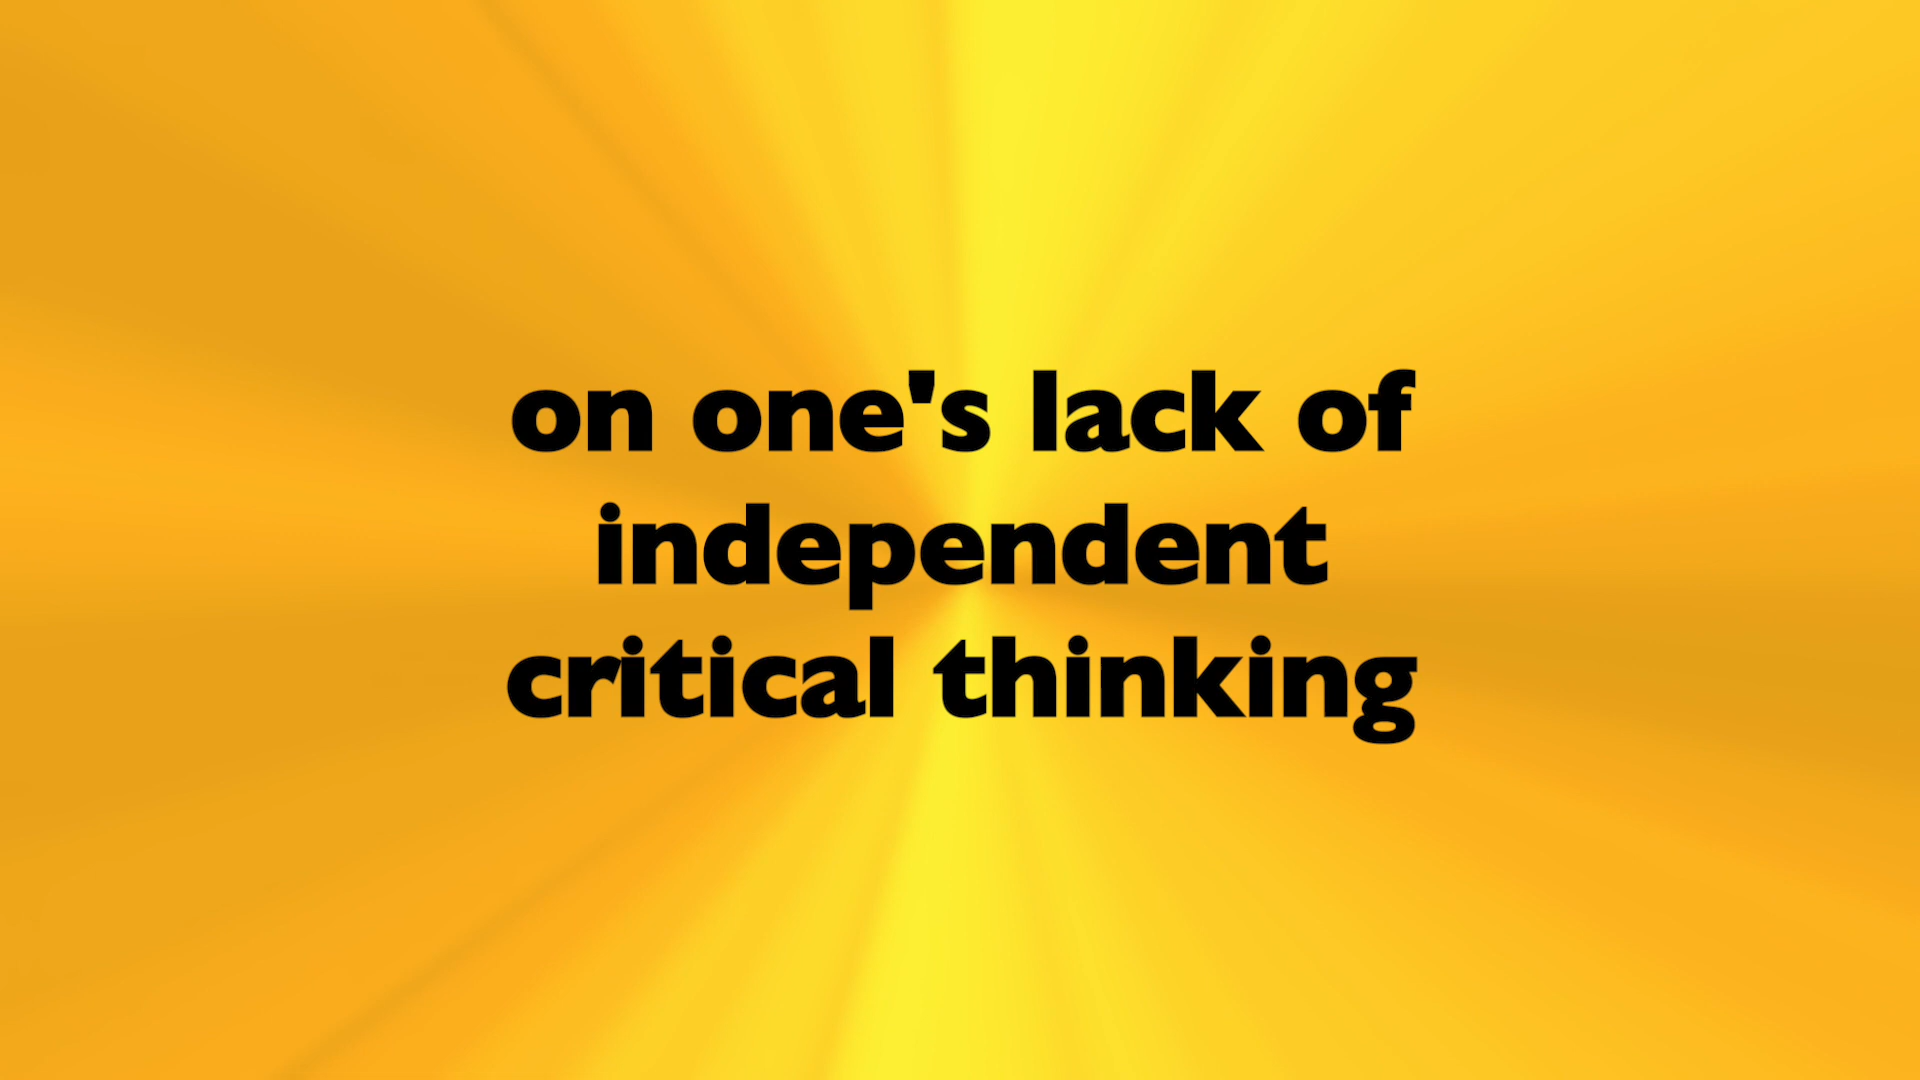 on one's lack of
independent
critical thinking